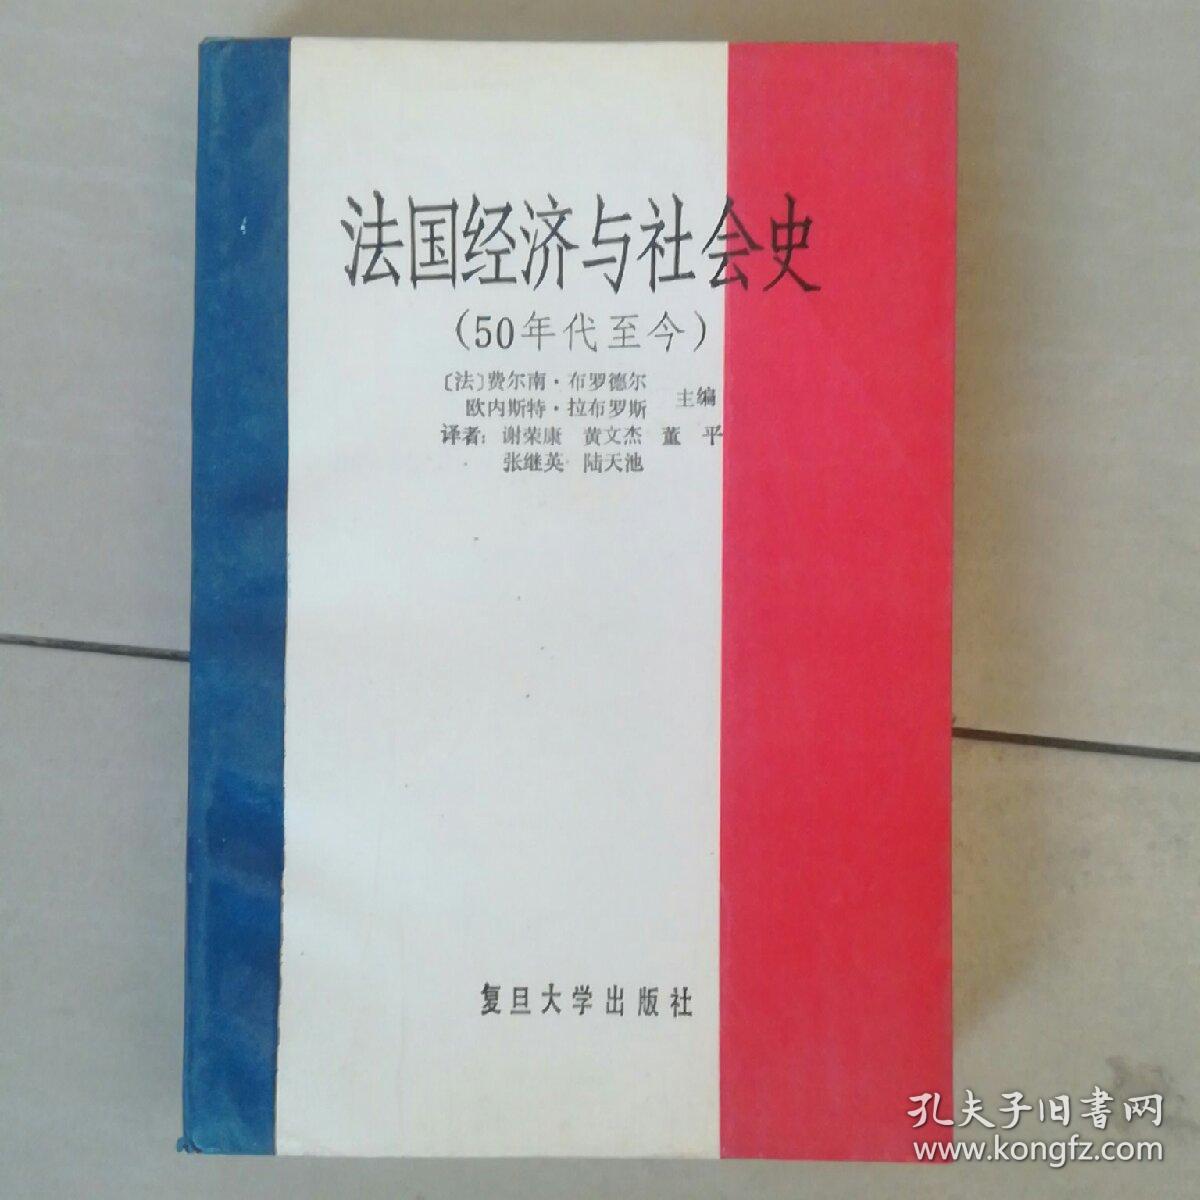 法国经济与社会史
（50年代至今）
〔法〕费尔南·布罗德尔
欧内斯特·拉布罗斯 主编
译者：谢荣康 黄文杰 董平
张继英 陆天池
复旦大学出版社
孔夫子旧书网
www.kongfz.com